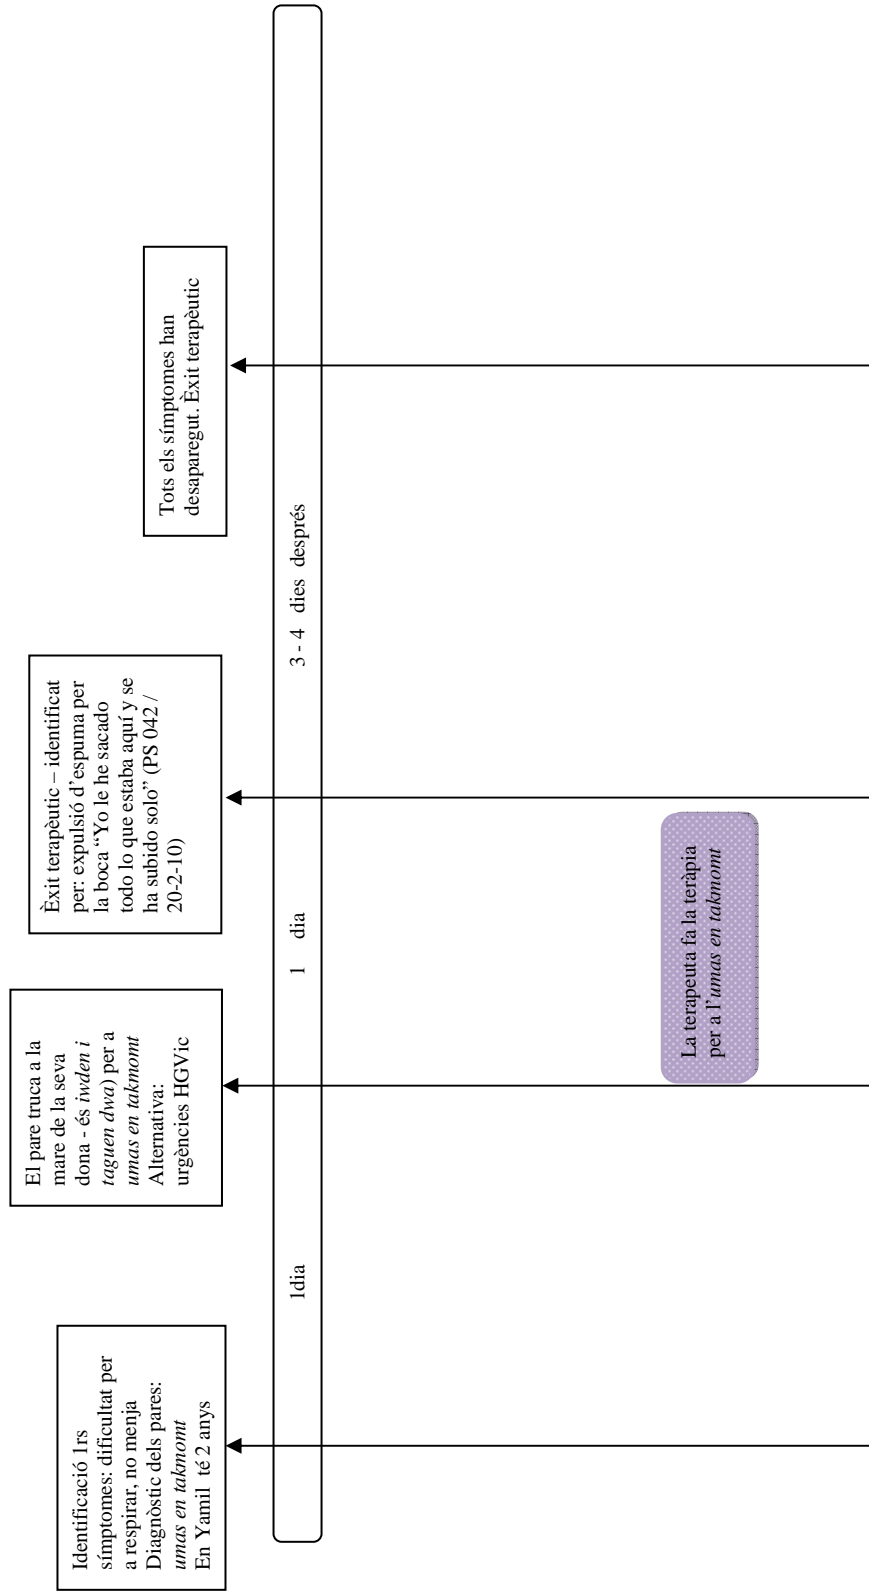 Identificació 1rs
símptomes: dificultat per
a respirar, no menja
Diagnòstic dels pares:
umas en takmomt
En Yamil té 2 anys
El pare truca a la
mare de la seva
dona - és iwden i
taguen dwa) per a
umas en takmomt
Alternativa:
urgències HGVic
Èxit terapèutic – identificat
per: expulsió d’espuma per
la boca “Yo le he sacado
todo lo que estaba aquí y se
ha subido solo” (PS 042 /
20-2-10)
Tots els símptomes han
desaparegut. Èxit terapèutic
1dia
1 dia
3 - 4 dies després
La terapeuta fa la teràpia
per a l’umas en takmomt